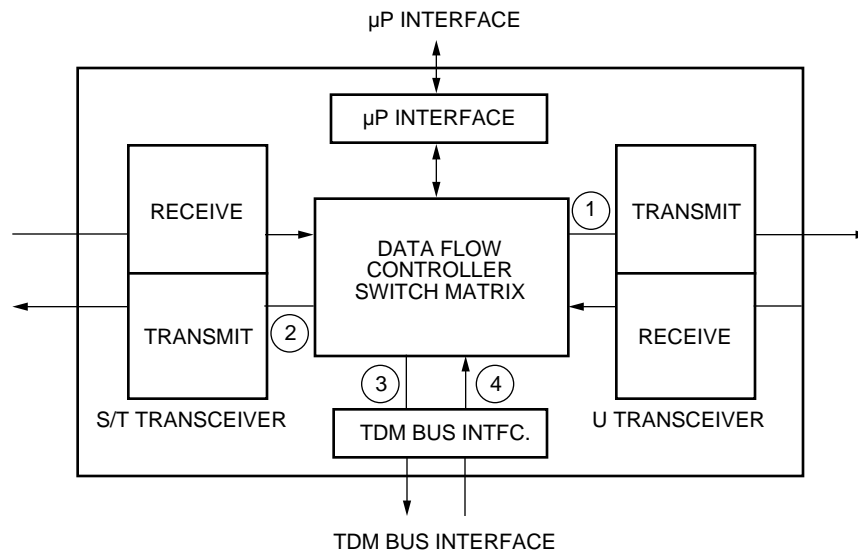 µP INTERFACE
µP INTERFACE
RECEIVE
1
TRANSMIT
DATA FLOW
CONTROLLER
SWITCH MATRIX
TRANSMIT
2
RECEIVE
3
4
S/T TRANSCEIVER
U TRANSCEIVER
TDM BUS INTFC.
TDM BUS INTERFACE